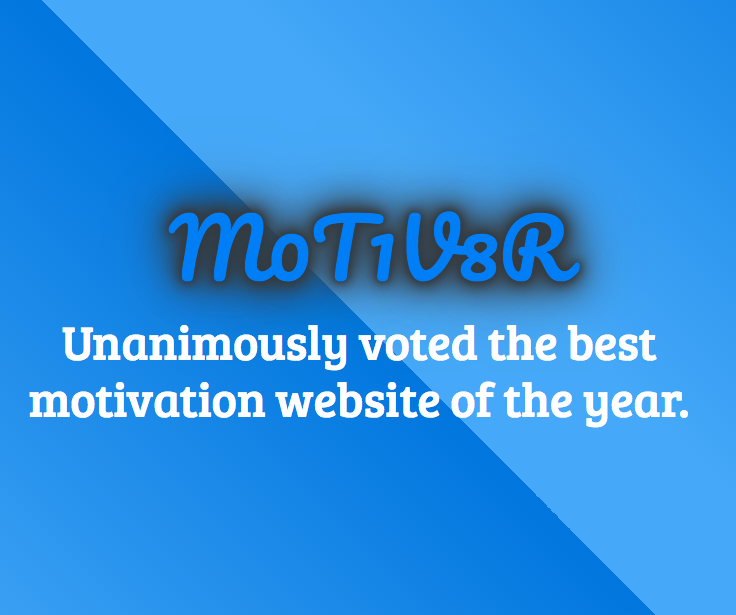 MoT1V8R
Unanimously voted the best
motivation website of the year.